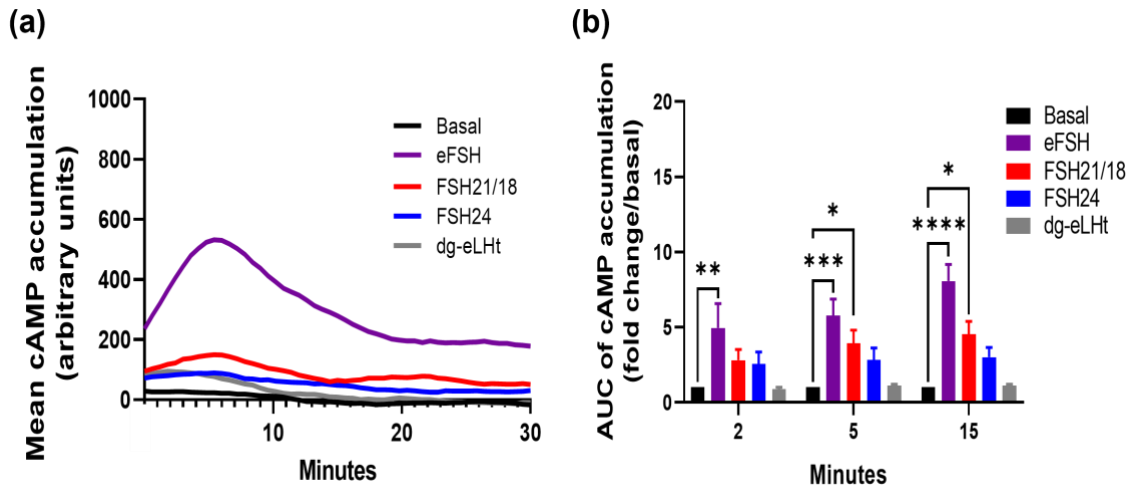 (a)
Mean cAMP accumulation
(arbitrary units)
1000
800
600
400
200
0
10
20
30
Minutes
Basal
eFSH
FSH21/18
FSH24
dg-eLHt
(b)
AUC of cAMP accumulation
(fold change/basal)
20
15
10
5
0
**
***
*
****
*
2
5
15
Minutes
Basal
eFSH
FSH21/18
FSH24
dg-eLHt